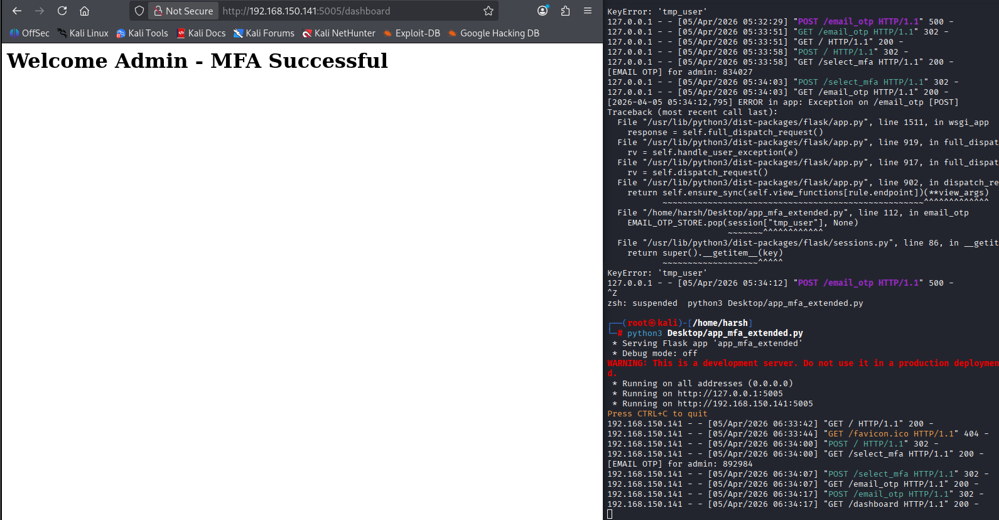 Not Secure http://192.168.150.141:5005/dashboard
OffSec Kali Linux Kali Tools Kali Docs Kali Forums Kali NetHunter Exploit-DB Google Hacking DB
Welcome Admin - MFA Successful
KeyError: 'tmp_user'
127.0.0.1 - - [05/Apr/2026 05:32:29] "POST /email_otp HTTP/1.1" 500 -
127.0.0.1 - - [05/Apr/2026 05:33:51] "GET /email_otp HTTP/1.1" 302 -
127.0.0.1 - - [05/Apr/2026 05:33:51] "GET / HTTP/1.1" 200 -
127.0.0.1 - - [05/Apr/2026 05:33:58] "POST / HTTP/1.1" 302 -
127.0.0.1 - - [05/Apr/2026 05:33:58] "GET /select_mfa HTTP/1.1" 200 -
[EMAIL OTP] for admin: 834027
127.0.0.1 - - [05/Apr/2026 05:34:03] "POST /select_mfa HTTP/1.1" 302 -
127.0.0.1 - - [05/Apr/2026 05:34:03] "GET /email_otp HTTP/1.1" 200 -
[2026-04-05 05:34:12,795] ERROR in app: Exception on /email_otp [POST]
Traceback (most recent call last):
  File "/usr/lib/python3/dist-packages/flask/app.py", line 1511, in wsgi_app
    response = self.full_dispatch_request()
  File "/usr/lib/python3/dist-packages/flask/app.py", line 919, in full_dispat
    rv = self.handle_user_exception(e)
  File "/usr/lib/python3/dist-packages/flask/app.py", line 917, in full_dispat
    rv = self.dispatch_request()
  File "/usr/lib/python3/dist-packages/flask/app.py", line 902, in dispatch_re
    return self.ensure_sync(self.view_functions[rule.endpoint])(**view_args)
           ~~~~~~~~~~~~~~~~~~~~~~~~~~~~~~~~~~~~~~~~~~~~~~~~~~~~^^^^^^^^^^^^^
  File "/home/harsh/Desktop/app_mfa_extended.py", line 112, in email_otp
    EMAIL_OTP_STORE.pop(session["tmp_user"], None)
                        ~~~~~~~^^^^^^^^^^^^
  File "/usr/lib/python3/dist-packages/flask/sessions.py", line 86, in __getit
    return super().__getitem__(key)
           ~~~~~~~~~~~~~~~~~~~^^^^^
KeyError: 'tmp_user'
127.0.0.1 - - [05/Apr/2026 05:34:12] "POST /email_otp HTTP/1.1" 500 -
^Z
zsh: suspended  python3 Desktop/app_mfa_extended.py
┌──(root㉿kali)-[/home/harsh]
└─# python3 Desktop/app_mfa_extended.py
 * Serving Flask app 'app_mfa_extended'
 * Debug mode: off
WARNING: This is a development server. Do not use it in a production deploymen
d.
 * Running on all addresses (0.0.0.0)
 * Running on http://127.0.0.1:5005
 * Running on http://192.168.150.141:5005
Press CTRL+C to quit
192.168.150.141 - - [05/Apr/2026 06:33:42] "GET / HTTP/1.1" 200 -
192.168.150.141 - - [05/Apr/2026 06:33:44] "GET /favicon.ico HTTP/1.1" 404 -
192.168.150.141 - - [05/Apr/2026 06:34:00] "POST / HTTP/1.1" 302 -
192.168.150.141 - - [05/Apr/2026 06:34:00] "GET /select_mfa HTTP/1.1" 200 -
[EMAIL OTP] for admin: 892984
192.168.150.141 - - [05/Apr/2026 06:34:07] "POST /select_mfa HTTP/1.1" 302 -
192.168.150.141 - - [05/Apr/2026 06:34:07] "GET /email_otp HTTP/1.1" 200 -
192.168.150.141 - - [05/Apr/2026 06:34:17] "POST /email_otp HTTP/1.1" 302 -
192.168.150.141 - - [05/Apr/2026 06:34:17] "GET /dashboard HTTP/1.1" 200 -